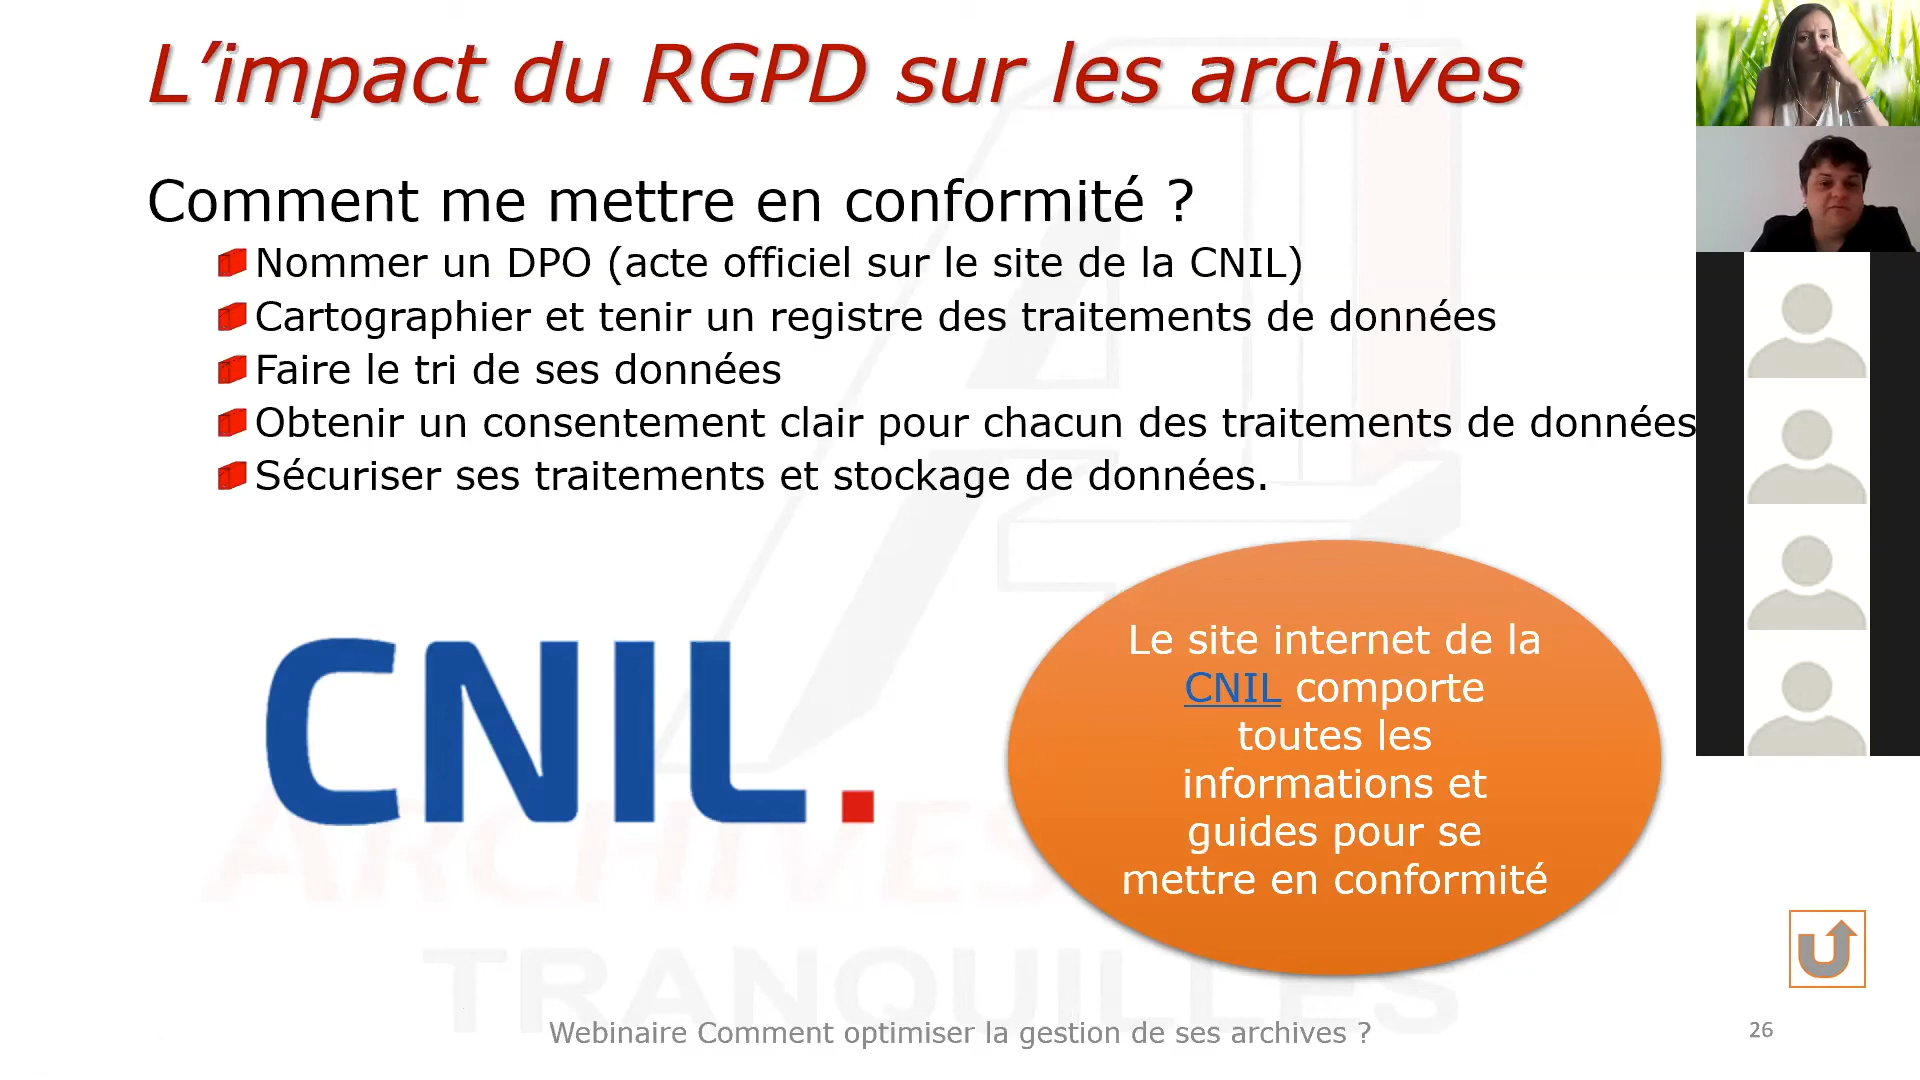 L’impact du RGPD sur les archives
Comment me mettre en conformité ?
Nommer un DPO (acte officiel sur le site de la CNIL)
Cartographier et tenir un registre des traitements de données
Faire le tri de ses données
Obtenir un consentement clair pour chacun des traitements de données
Sécuriser ses traitements et stockage de données.
CNIL.
Le site internet de la
CNIL comporte
toutes les
informations et
guides pour se
mettre en conformité
ARCHIVES
TRANQUILLES
Webinaire Comment optimiser la gestion de ses archives ?
26